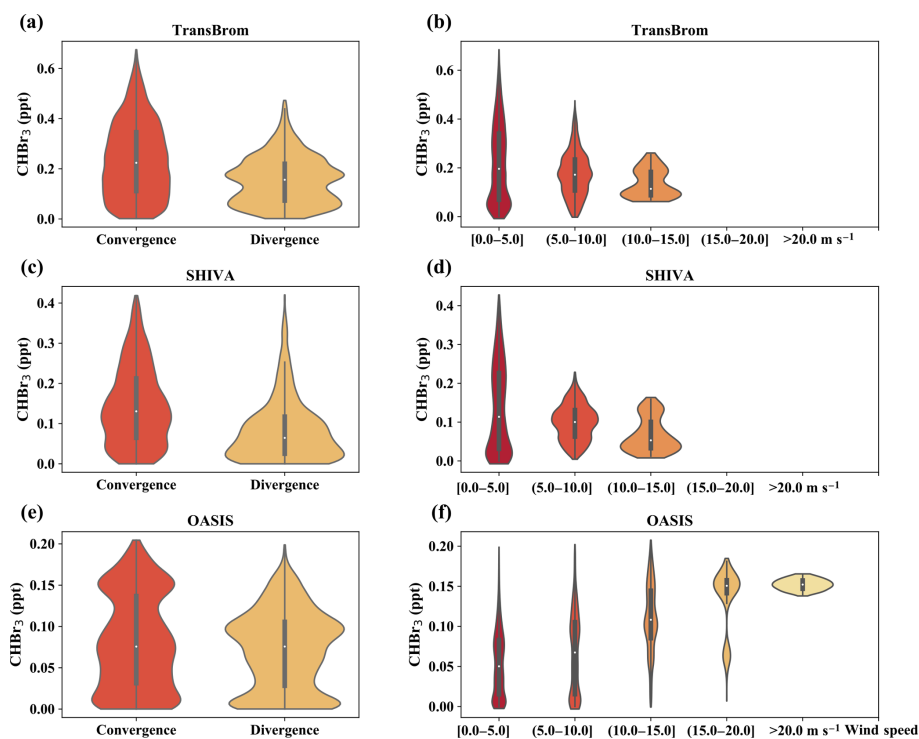 (a)
TransBrom
CHBr₃ (ppt)
0.6
0.4
0.2
0.0
Convergence Divergence
(b)
TransBrom
CHBr₃ (ppt)
0.6
0.4
0.2
0.0
[0.0–5.0] (5.0–10.0] (10.0–15.0] (15.0–20.0] >20.0 m s⁻¹
(c)
SHIVA
CHBr₃ (ppt)
0.4
0.3
0.2
0.1
0.0
Convergence Divergence
(d)
SHIVA
CHBr₃ (ppt)
0.4
0.3
0.2
0.1
0.0
[0.0–5.0] (5.0–10.0] (10.0–15.0] (15.0–20.0] >20.0 m s⁻¹
(e)
OASIS
CHBr₃ (ppt)
0.20
0.15
0.10
0.05
0.00
Convergence Divergence
(f)
OASIS
CHBr₃ (ppt)
0.20
0.15
0.10
0.05
0.00
[0.0–5.0] (5.0–10.0] (10.0–15.0] (15.0–20.0] >20.0 m s⁻¹ Wind speed